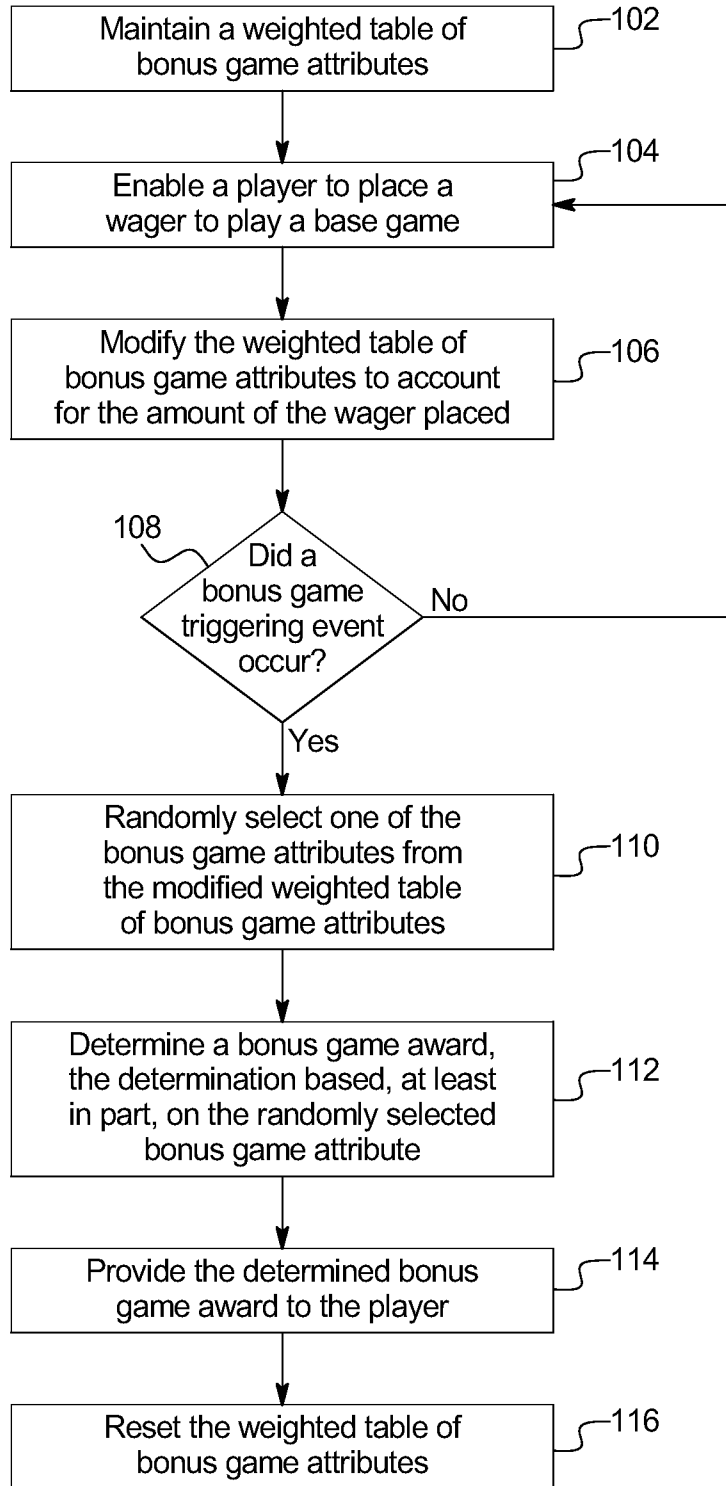 Maintain a weighted table of
bonus game attributes
102
Enable a player to place a
wager to play a base game
104
Modify the weighted table of
bonus game attributes to account
for the amount of the wager placed
106
108
Did a
bonus game
triggering event
occur?
No
Yes
Randomly select one of the
bonus game attributes from
the modified weighted table
of bonus game attributes
110
Determine a bonus game award,
the determination based, at least
in part, on the randomly selected
bonus game attribute
112
Provide the determined bonus
game award to the player
114
Reset the weighted table of
bonus game attributes
116